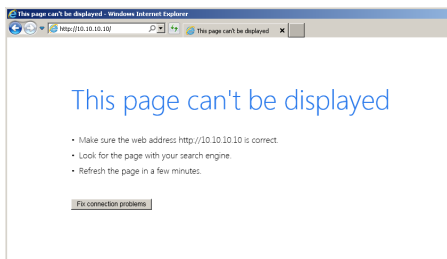 This page can't be displayed - Windows Internet Explorer
http://10.10.10.10/
This page can't be displayed
This page can't be displayed
• Make sure the web address http://10.10.10.10 is correct.
• Look for the page with your search engine.
• Refresh the page in a few minutes.
Fix connection problems